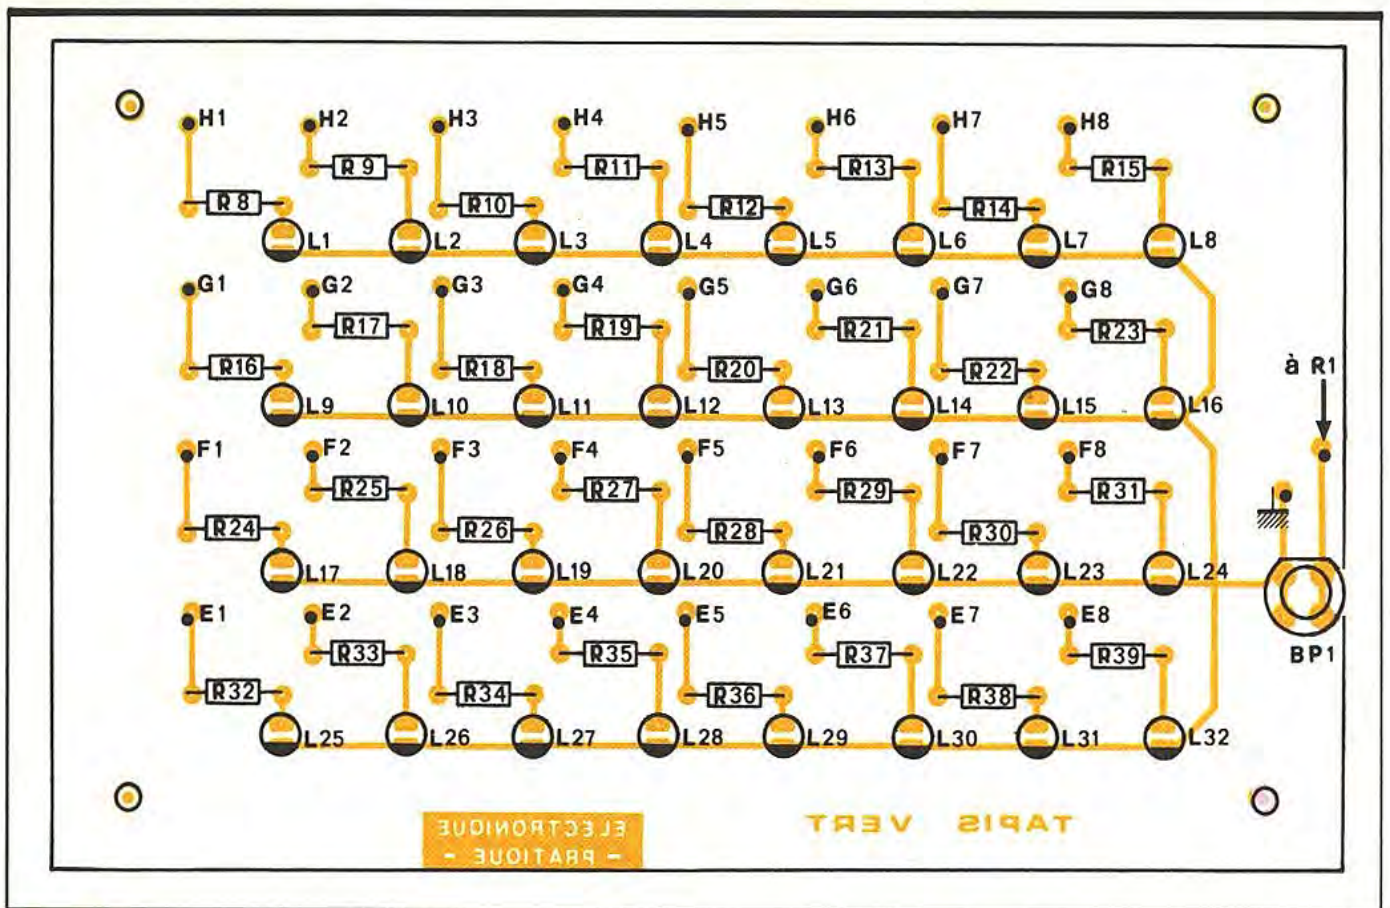 H1 H2 H3 H4 H5 H6 H7 H8
R9 R11 R13 R15
R8 R10 R12 R14
L1 L2 L3 L4 L5 L6 L7 L8
G1 G2 G3 G4 G5 G6 G7 G8
R17 R19 R21 R23
R16 R18 R20 R22
à R1
L9 L10 L11 L12 L13 L14 L15 L16
F1 F2 F3 F4 F5 F6 F7 F8
R25 R27 R29 R31
R24 R26 R28 R30
L17 L18 L19 L20 L21 L22 L23 L24
E1 E2 E3 E4 E5 E6 E7 E8
R33 R35 R37 R39
BP1
R32 R34 R36 R38
L25 L26 L27 L28 L29 L30 L31 L32
ELECTRONIQUE
- PRATIQUE -
TAPIS VERT